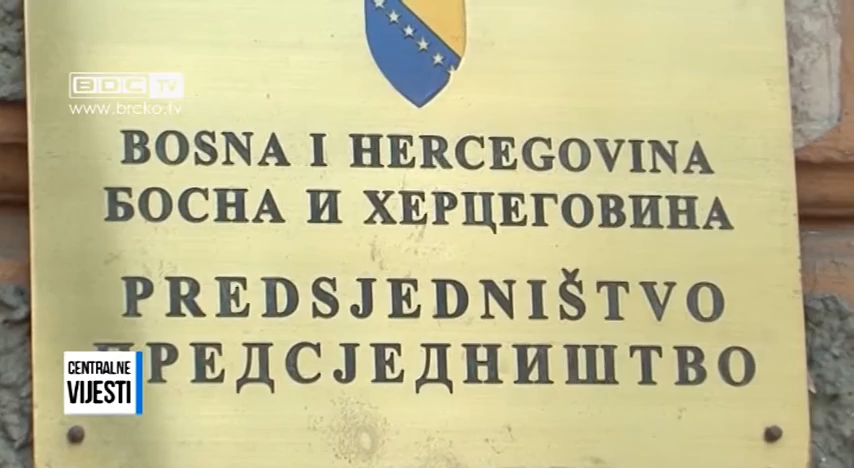 BDC TV
www.brcko.tv
BOSNA I HERCEGOVINA
БОСНА И ХЕРЦЕГОВИНА
PREDSJEDNIŠTVO
ПРЕДСЈЕДНИШТВО
CENTRALNE
VIJESTI